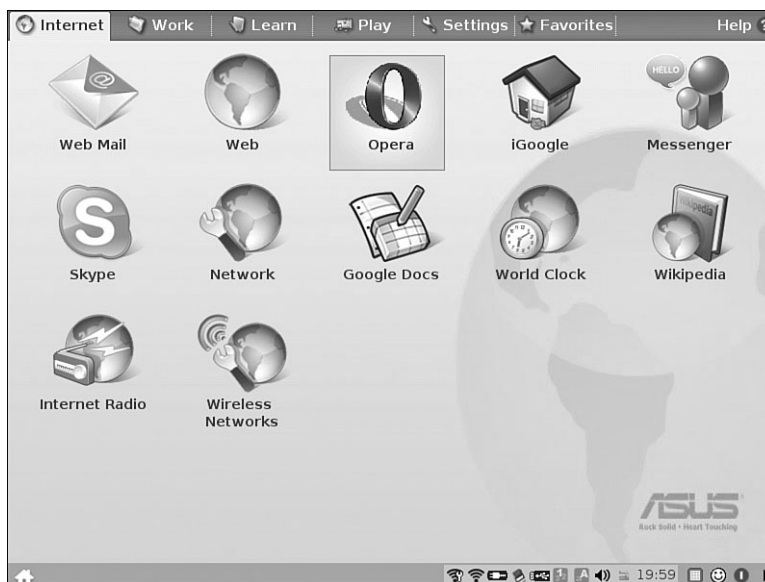 Internet Work Learn Play Settings Favorites Help ?
HELLO
Web Mail Web Opera iGoogle Messenger
S Wikipedia
Skype Network Google Docs World Clock Wikipedia
Internet Radio Wireless
Networks
ASUS
Rock Solid • Heart Touching
A 19:59